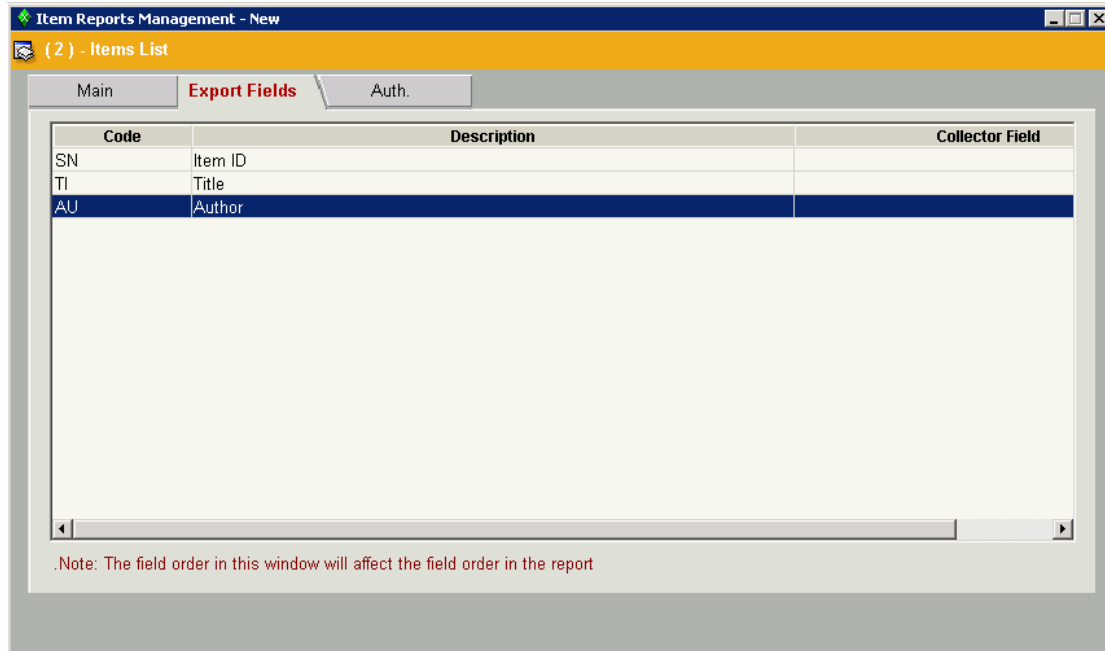 Item Reports Management - New
( 2 ) - Items List
Main Export Fields Auth.
Code Description Collector Field
SN Item ID
TI Title
AU Author
.Note: The field order in this window will affect the field order in the report